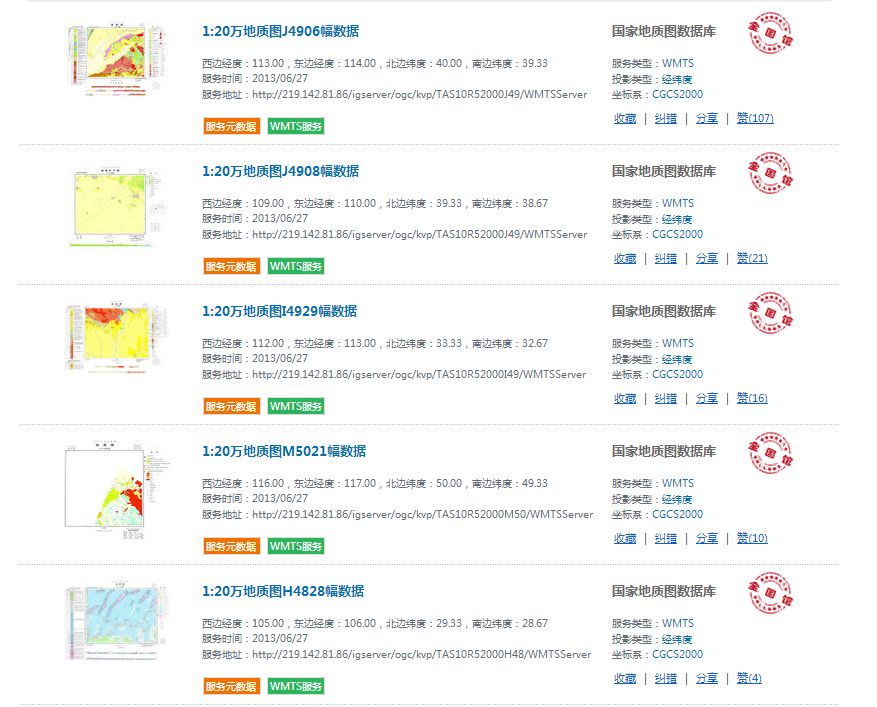 1:20万地质图J4906幅数据
国家地质图数据库
全国馆
西边经度：113.00，东边经度：114.00，北边纬度：40.00，南边纬度：39.33
服务类型：WMTS
服务时间：2013/06/27
投影类型：经纬度
服务地址：http://219.142.81.86/igserver/ogc/kvp/TAS10R52000J49/WMTSServer
坐标系：CGCS2000
收藏 | 纠错 | 分享 | 赞(107)
服务元数据 WMTS服务
1:20万地质图J4908幅数据
国家地质图数据库
全国馆
西边经度：109.00，东边经度：110.00，北边纬度：39.33，南边纬度：38.67
服务类型：WMTS
服务时间：2013/06/27
投影类型：经纬度
服务地址：http://219.142.81.86/igserver/ogc/kvp/TAS10R52000J49/WMTSServer
坐标系：CGCS2000
收藏 | 纠错 | 分享 | 赞(21)
服务元数据 WMTS服务
1:20万地质图I4929幅数据
国家地质图数据库
全国馆
西边经度：112.00，东边经度：113.00，北边纬度：33.33，南边纬度：32.67
服务类型：WMTS
服务时间：2013/06/27
投影类型：经纬度
服务地址：http://219.142.81.86/igserver/ogc/kvp/TAS10R52000I49/WMTSServer
坐标系：CGCS2000
收藏 | 纠错 | 分享 | 赞(16)
服务元数据 WMTS服务
1:20万地质图M5021幅数据
国家地质图数据库
全国馆
西边经度：116.00，东边经度：117.00，北边纬度：50.00，南边纬度：49.33
服务类型：WMTS
服务时间：2013/06/27
投影类型：经纬度
服务地址：http://219.142.81.86/igserver/ogc/kvp/TAS10R52000M50/WMTSServer
坐标系：CGCS2000
收藏 | 纠错 | 分享 | 赞(10)
服务元数据 WMTS服务
1:20万地质图H4828幅数据
国家地质图数据库
全国馆
西边经度：105.00，东边经度：106.00，北边纬度：29.33，南边纬度：28.67
服务类型：WMTS
服务时间：2013/06/27
投影类型：经纬度
服务地址：http://219.142.81.86/igserver/ogc/kvp/TAS10R52000H48/WMTSServer
坐标系：CGCS2000
收藏 | 纠错 | 分享 | 赞(4)
服务元数据 WMTS服务